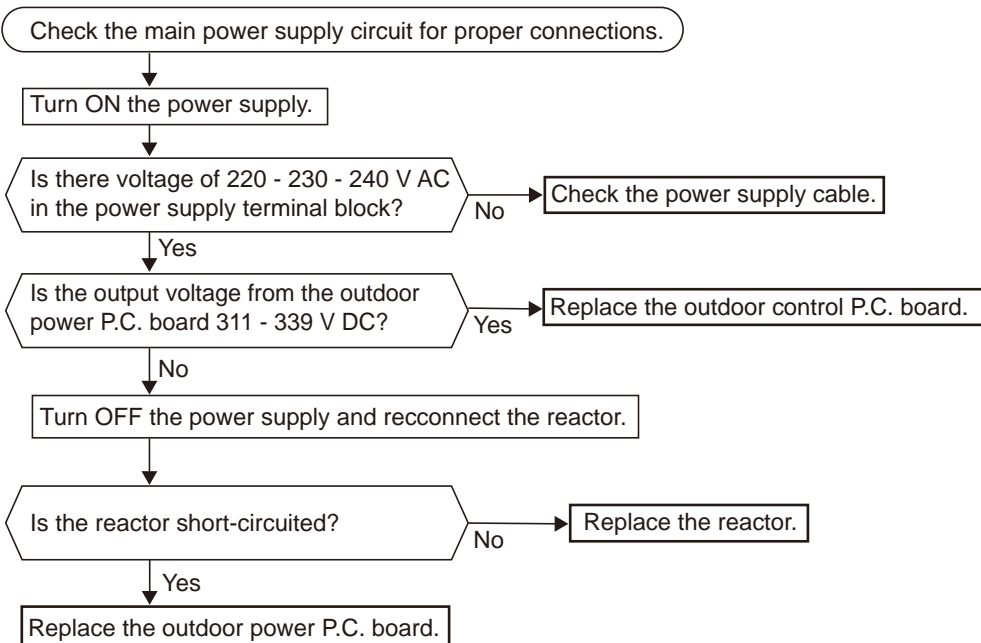 Check the main power supply circuit for proper connections.
Turn ON the power supply.
Is there voltage of 220 - 230 - 240 V AC
in the power supply terminal block?
No
Check the power supply cable.
Yes
Is the output voltage from the outdoor
power P.C. board 311 - 339 V DC?
Yes
Replace the outdoor control P.C. board.
No
Turn OFF the power supply and recconnect the reactor.
Is the reactor short-circuited?
No
Replace the reactor.
Yes
Replace the outdoor power P.C. board.